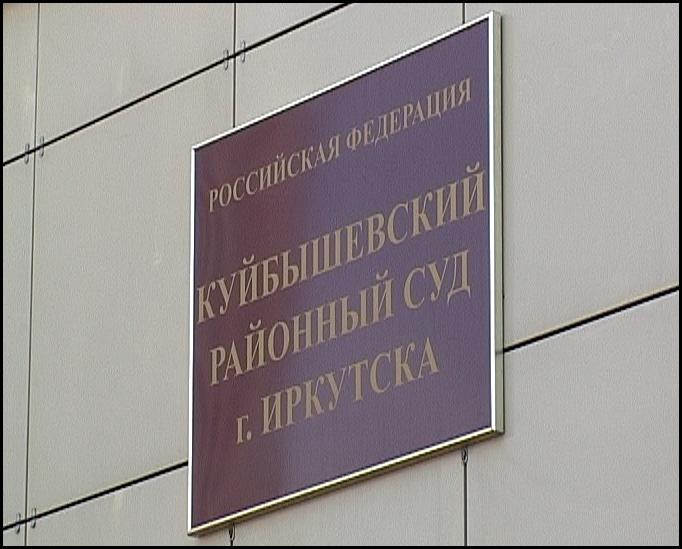 РОССИЙСКАЯ ФЕДЕРАЦИЯ
КУЙБЫШЕВСКИЙ
РАЙОННЫЙ СУД
г. ИРКУТСКА